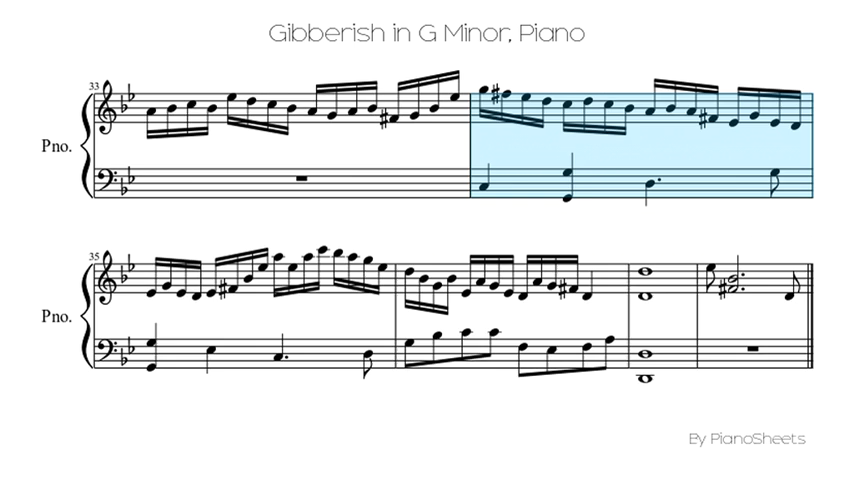 Gibberish in G Minor, Piano
33
Pno.
35
Pno.
By PianoSheets